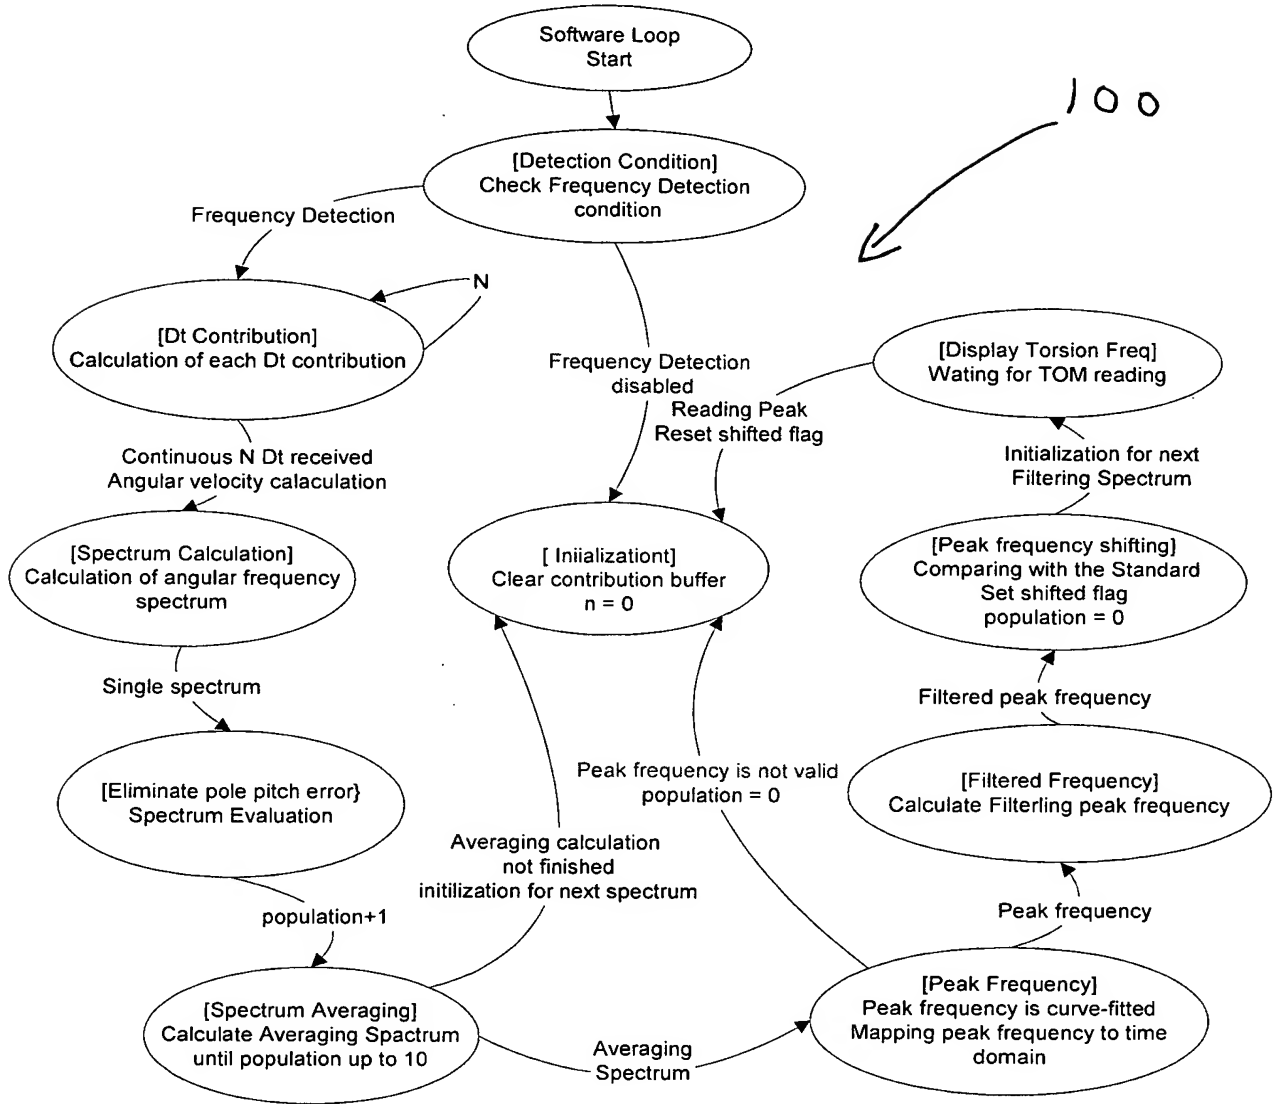 Software Loop
Start
100
[Detection Condition]
Check Frequency Detection
condition
Frequency Detection
N
[Dt Contribution]
Calculation of each Dt contribution
Frequency Detection
disabled
[Display Torsion Freq]
Wating for TOM reading
Reading Peak
Reset shifted flag
Continuous N Dt received
Angular velocity calaculation
Initialization for next
Filtering Spectrum
[Spectrum Calculation]
Calculation of angular frequency
spectrum
[ Iniialization​t]
Clear contribution buffer
n = 0
[Peak frequency shifting}
Comparing with the Standard
Set shifted flag
population = 0
Single spectrum
Filtered peak frequency
[Eliminate pole pitch error}
Spectrum Evaluation
Peak frequency is not valid
population = 0
[Filtered Frequency]
Calculate Filterling peak frequency
Averaging calculation
not finished
initilization for next spectrum
population+1
Peak frequency
[Spectrum Averaging]
Calculate Averaging Spactrum
until population up to 10
Averaging
Spectrum
[Peak Frequency]
Peak frequency is curve-fitted
Mapping peak frequency to time
domain